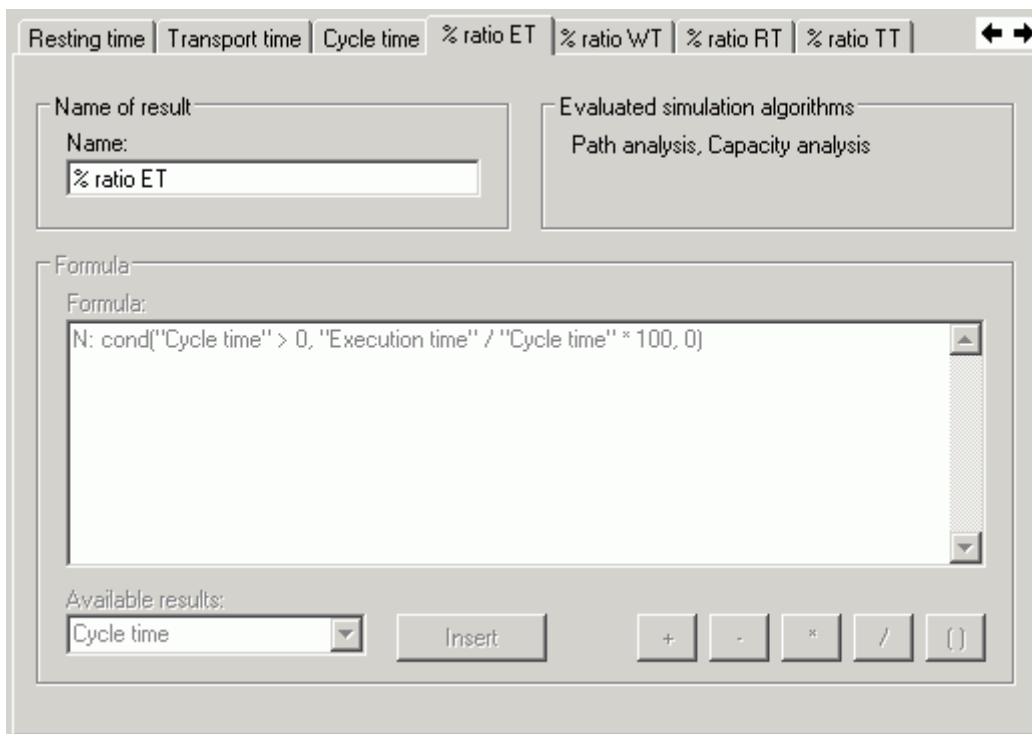 Resting time Transport time Cycle time % ratio ET % ratio WT % ratio RT % ratio TT
Name of result
Name:
% ratio ET
Evaluated simulation algorithms
Path analysis, Capacity analysis
Formula
Formula:
N: cond("Cycle time" > 0, "Execution time" / "Cycle time" * 100, 0)
Available results:
Cycle time
Insert
+ - * / ( )